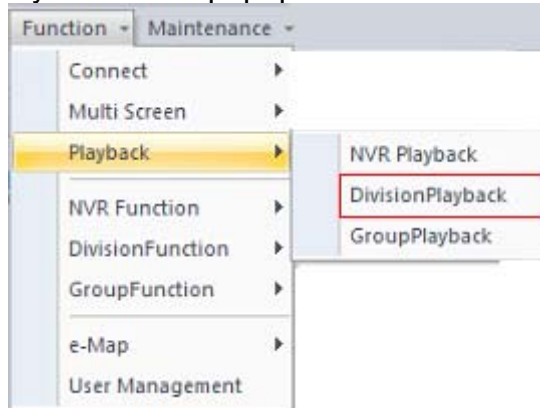 Function Maintenance
Connect
Multi Screen
Playback
NVR Playback
DivisionPlayback
GroupPlayback
NVR Function
DivisionFunction
GroupFunction
e-Map
User Management